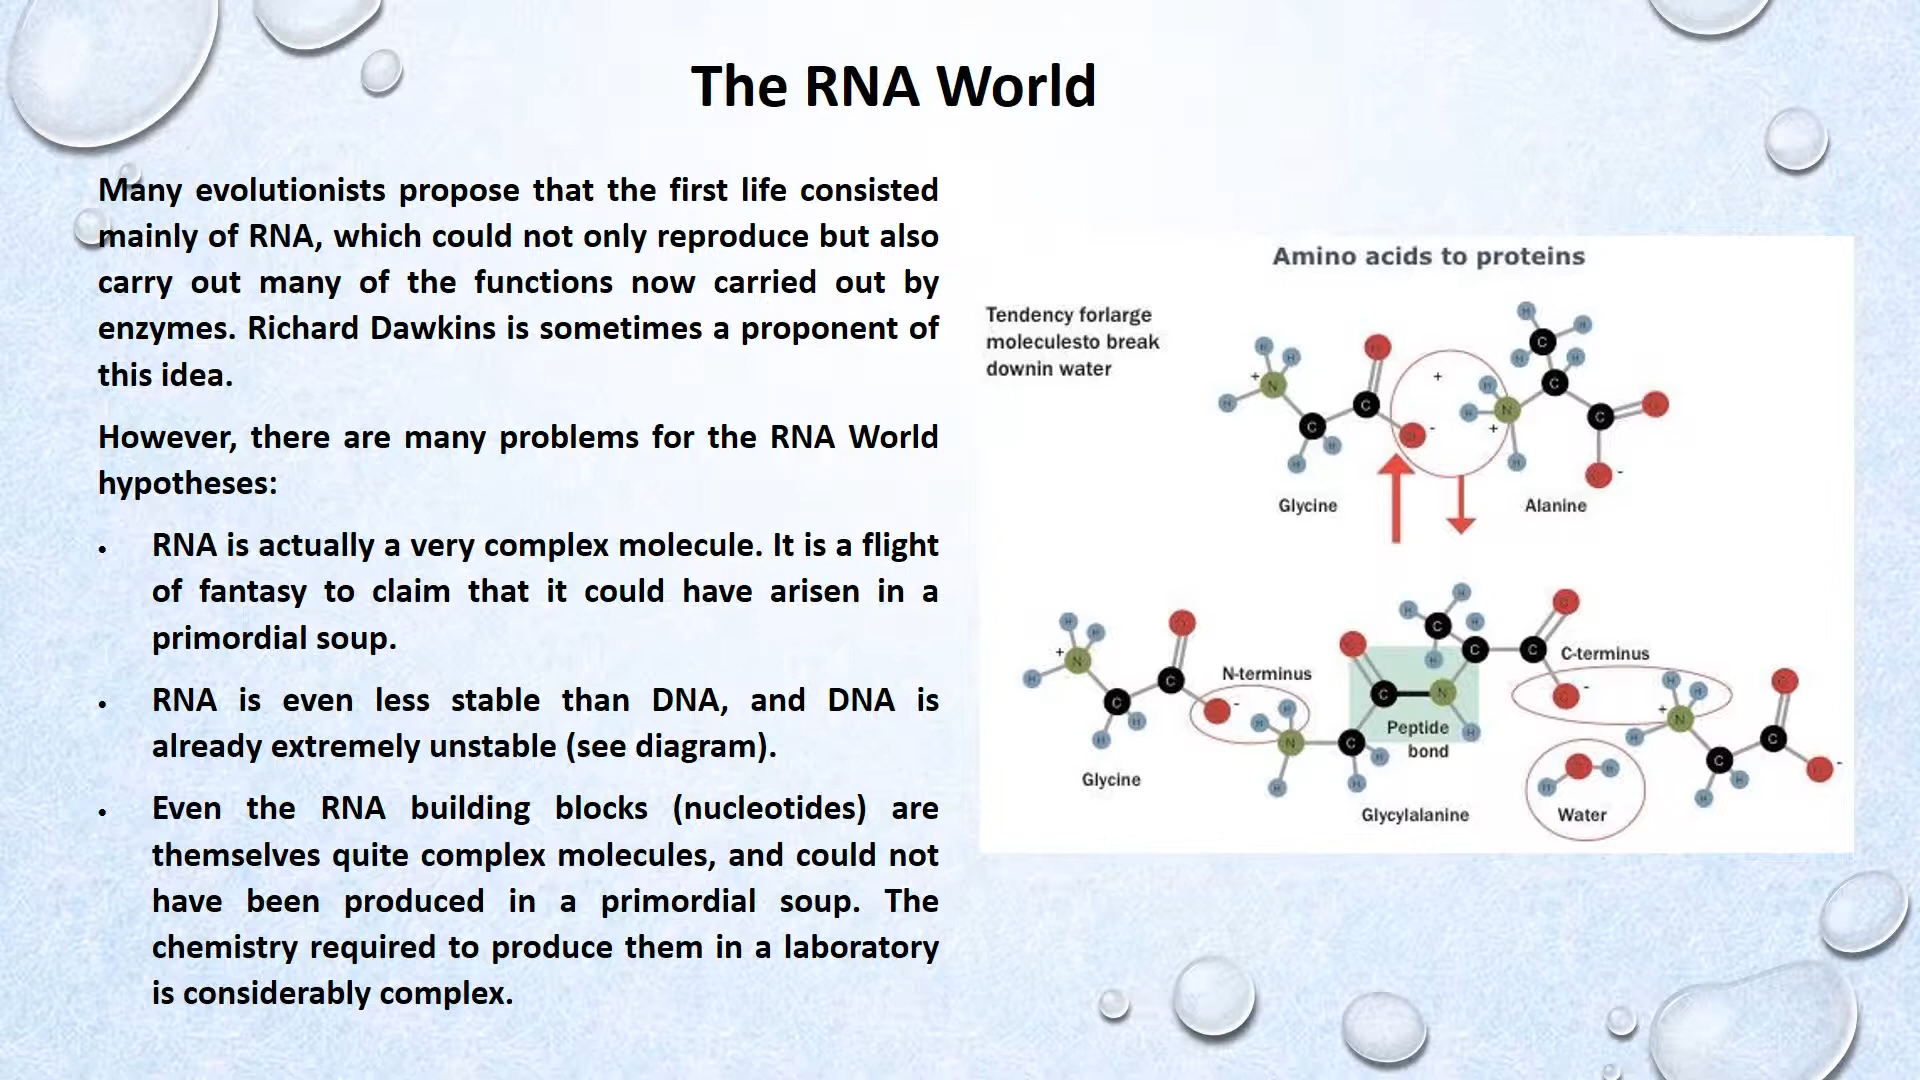 The RNA World
Many evolutionists propose that the first life consisted
mainly of RNA, which could not only reproduce but also
carry out many of the functions now carried out by
enzymes. Richard Dawkins is sometimes a proponent of
this idea.
However, there are many problems for the RNA World
hypotheses:
• RNA is actually a very complex molecule. It is a flight
of fantasy to claim that it could have arisen in a
primordial soup.
• RNA is even less stable than DNA, and DNA is
already extremely unstable (see diagram).
• Even the RNA building blocks (nucleotides) are
themselves quite complex molecules, and could not
have been produced in a primordial soup. The
chemistry required to produce them in a laboratory
is considerably complex.
Amino acids to proteins
Tendency forlarge
moleculesto break
downin water
Glycine
Alanine
N-terminus
C-terminus
Peptide
bond
Glycine
Glycylalanine
Water